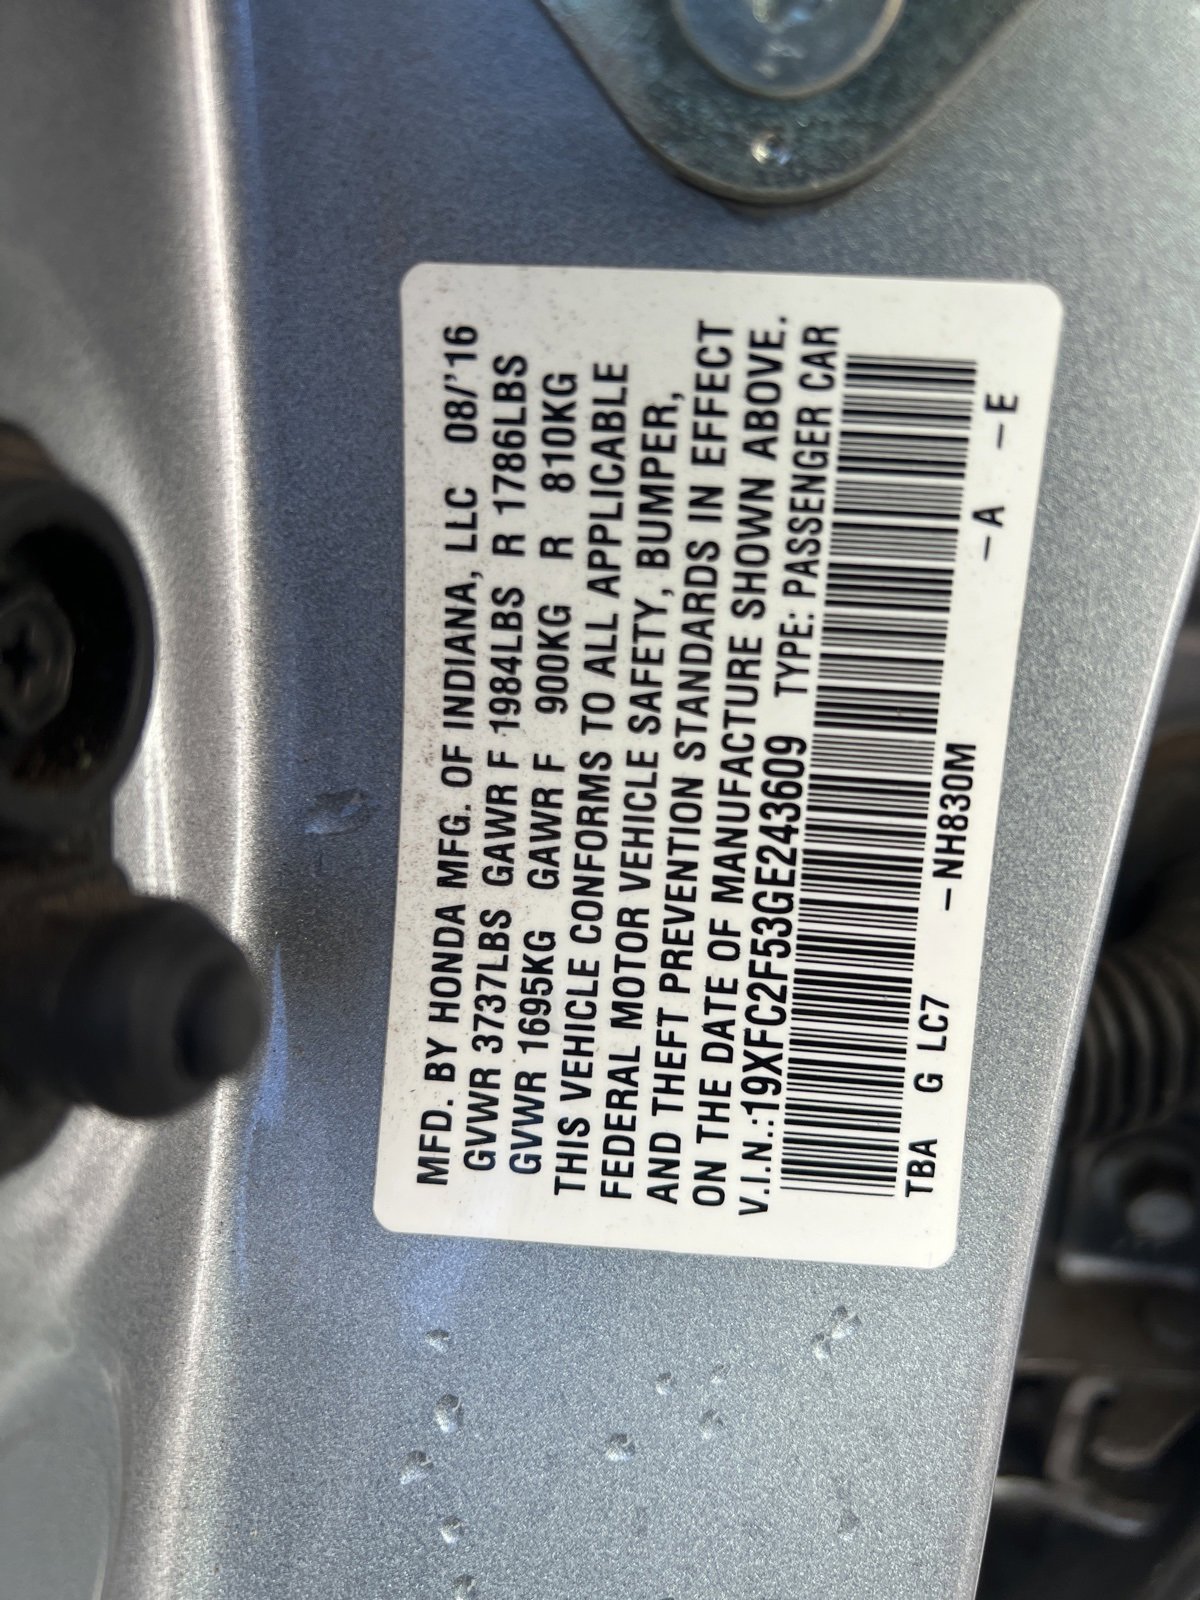 MFD. BY HONDA MFG. OF INDIANA, LLC 08/'16
GVWR 3737LBS GAWR F 1984LBS R 1786LBS
GVWR 1695KG GAWR F 900KG R 810KG
THIS VEHICLE CONFORMS TO ALL APPLICABLE
FEDERAL MOTOR VEHICLE SAFETY, BUMPER,
AND THEFT PREVENTION STANDARDS IN EFFECT
ON THE DATE OF MANUFACTURE SHOWN ABOVE.
V.I.N.:19XFC2F53GE243609 TYPE: PASSENGER CAR
TBA G LC7 -NH830M -A -E